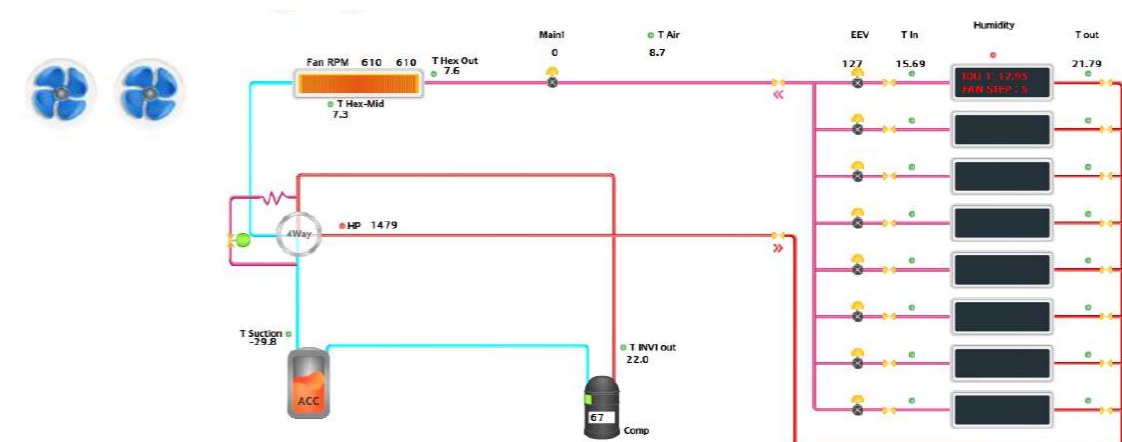 Fan RPM 610 610
T Hex Out
7.6
T Hex-Mid
7.3
Main1
0
T Air
8.7
EEV
127
T In
15.69
Humidity
IDU 1: 12.95
FAN STEP : 5
T out
21.79
4Way
HP 1479
T Suction
-29.8
ACC
T INV1 out
22.0
67
Comp